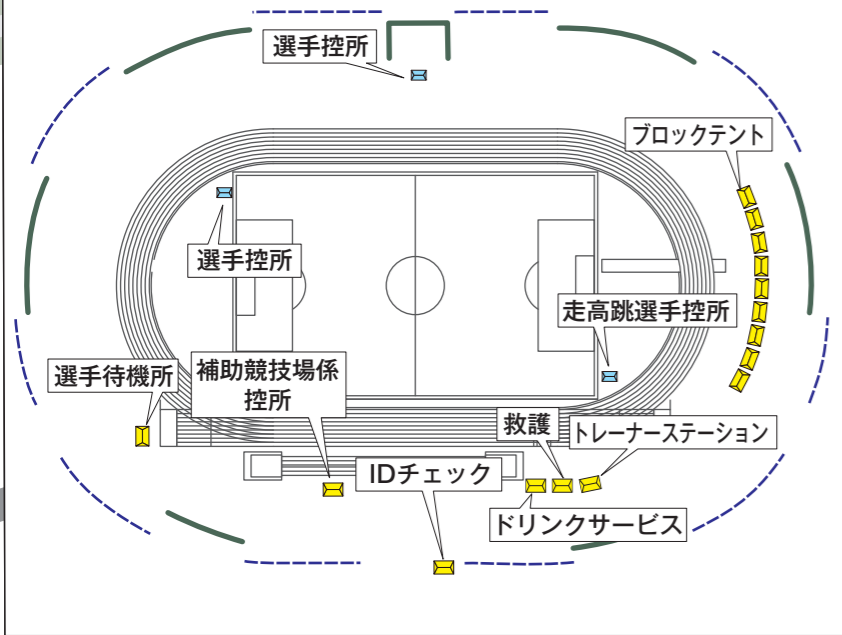 選手控所
ブロックテント
選手控所
走高跳選手控所
選手待機所
補助競技場係
控所
救護
トレーナーステーション
IDチェック
ドリンクサービス